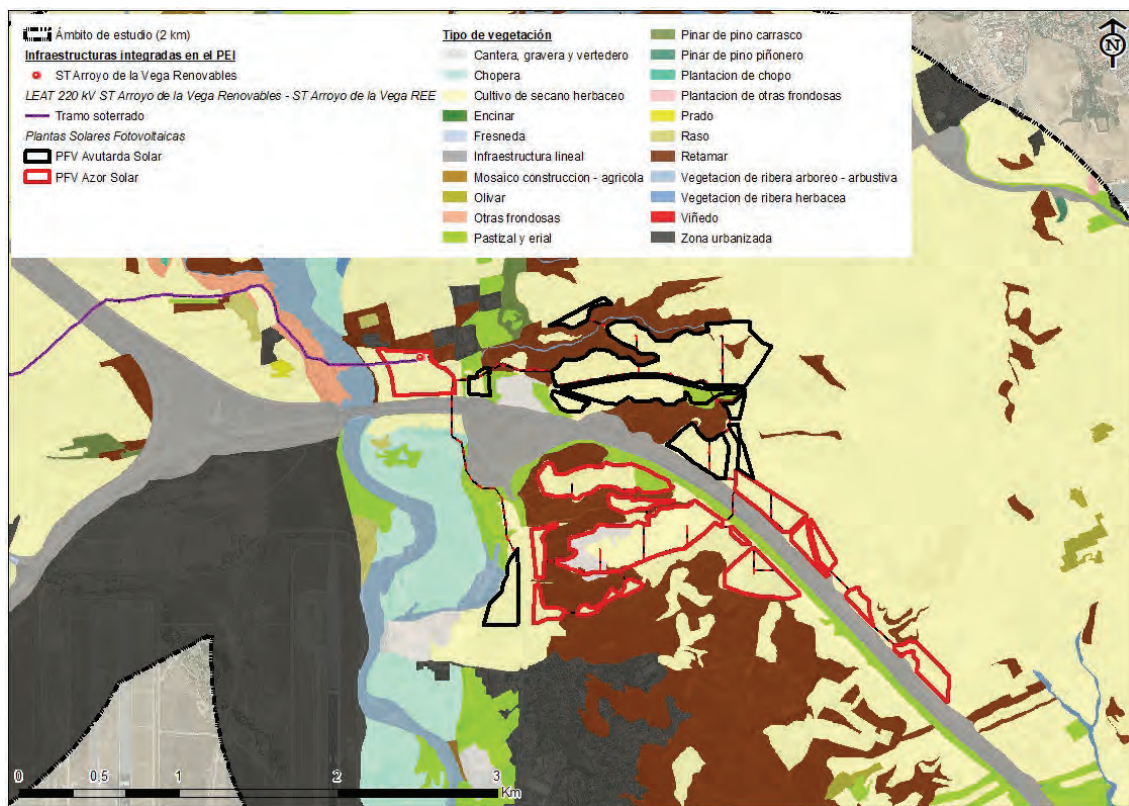 Ámbito de estudio (2 km)
Infraestructuras integradas en el PEI
ST Arroyo de la Vega Renovables
LEAT 220 kV ST Arroyo de la Vega Renovables - ST Arroyo de la Vega REE
Tramo soterrado
Plantas Solares Fotovoltaicas
PFV Avutarda Solar
PFV Azor Solar
Tipo de vegetación
Cantera, gravera y vertedero
Chopera
Cultivo de secano herbaceo
Encinar
Fresneda
Infraestructura lineal
Mosaico construccion - agricola
Olivar
Otras frondosas
Pastizal y erial
Pinar de pino carrasco
Pinar de pino piñonero
Plantacion de chopo
Plantacion de otras frondosas
Prado
Raso
Retamar
Vegetacion de ribera arboreo - arbustiva
Vegetacion de ribera herbacea
Viñedo
Zona urbanizada
N
0 0,5 1 2 3
Km